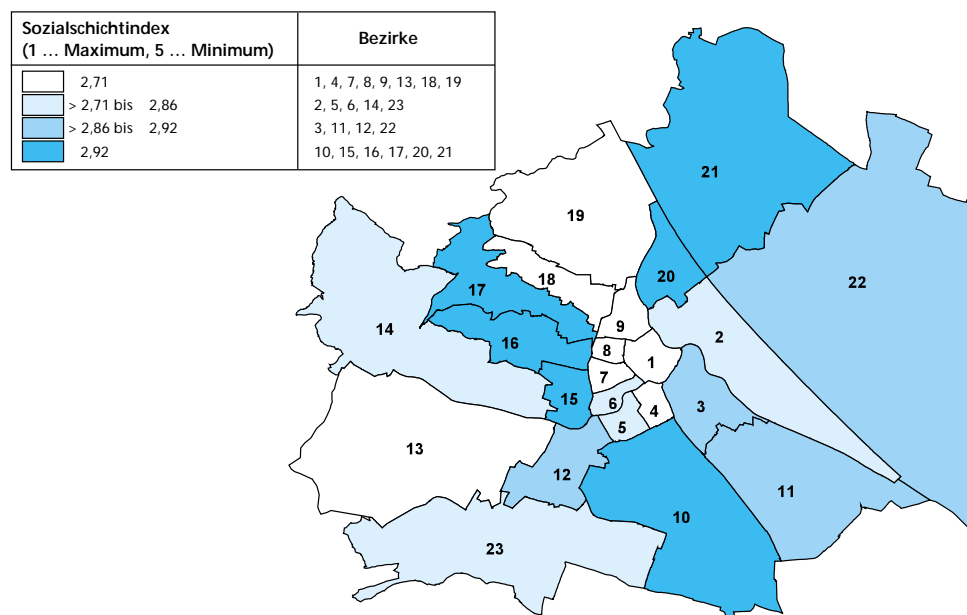 Sozialschichtindex
(1 … Maximum, 5 … Minimum)
Bezirke
2,71
1, 4, 7, 8, 9, 13, 18, 19
> 2,71 bis 2,86
2, 5, 6, 14, 23
> 2,86 bis 2,92
3, 11, 12, 22
2,92
10, 15, 16, 17, 20, 21
21
19
20
18
22
17
9
14
2
16
8
1
7
15
6
3
4
5
13
12
11
10
23